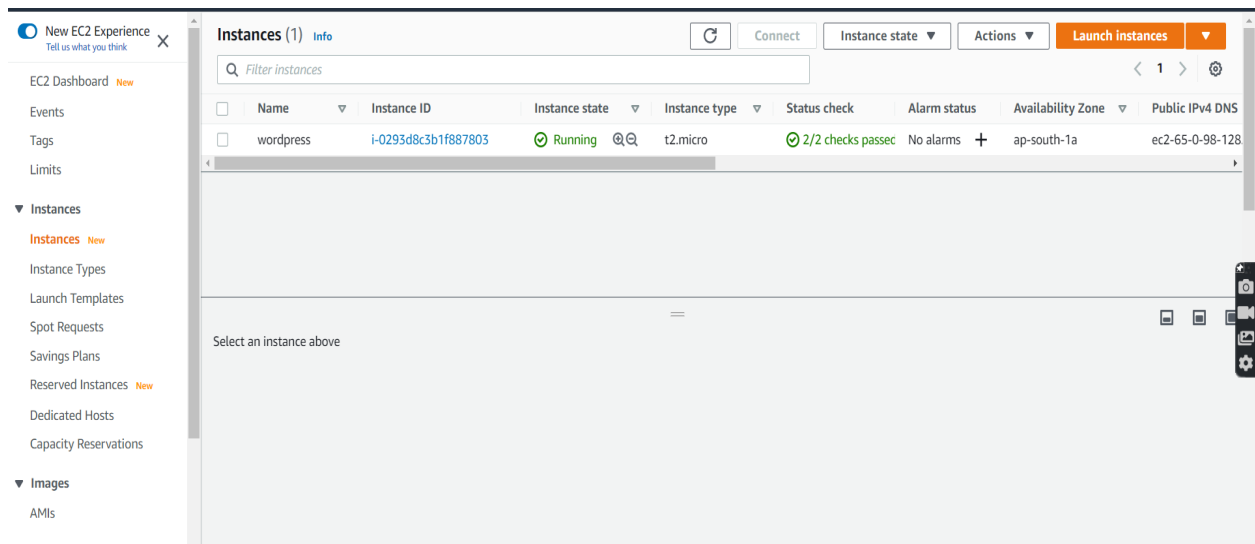 New EC2 Experience
Tell us what you think
EC2 Dashboard New
Events
Tags
Limits
Instances
Instances New
Instance Types
Launch Templates
Spot Requests
Savings Plans
Reserved Instances New
Dedicated Hosts
Capacity Reservations
Images
AMIs
Instances (1) Info
Connect
Instance state
Actions
Launch instances
Filter instances
1
Name Instance ID Instance state Instance type Status check Alarm status Availability Zone Public IPv4 DNS
wordpress i-0293d8c3b1f887803 Running t2.micro 2/2 checks passed No alarms + ap-south-1a ec2-65-0-98-128.
Select an instance above